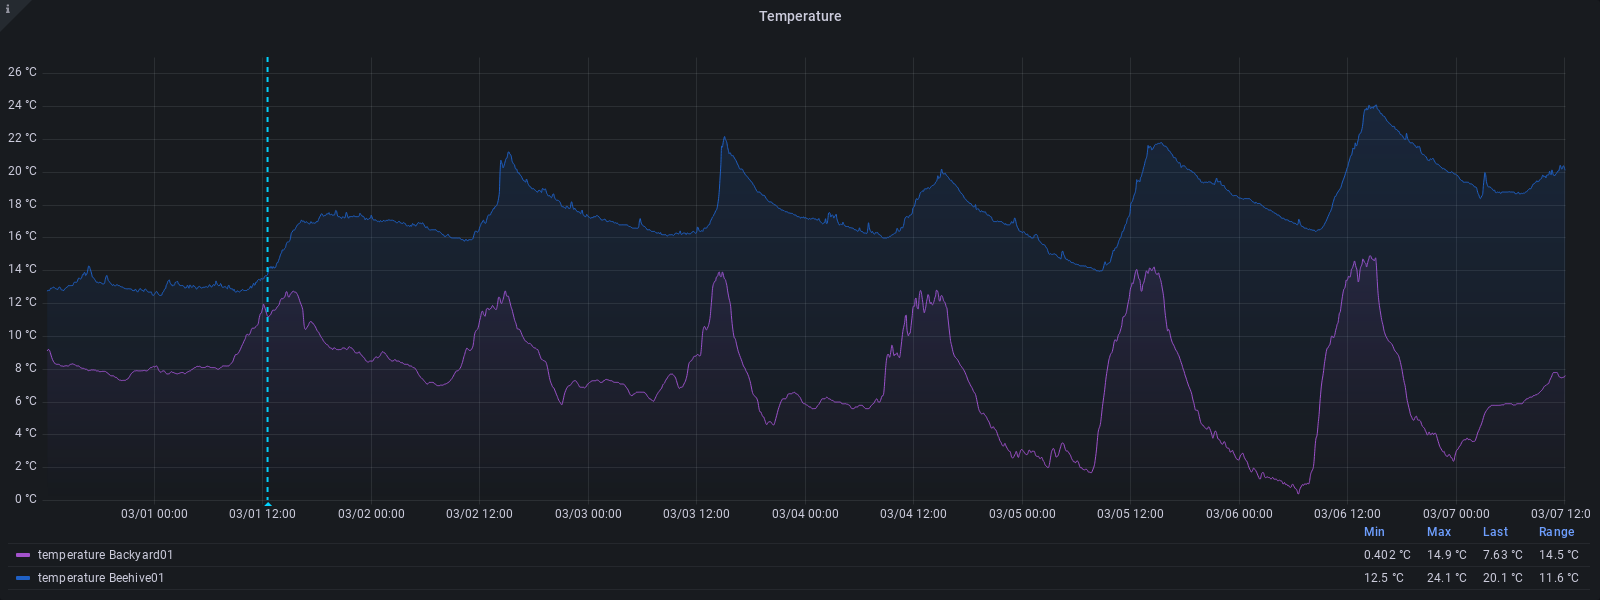 i
Temperature
26 °C
24 °C
22 °C
20 °C
18 °C
16 °C
14 °C
12 °C
10 °C
8 °C
6 °C
4 °C
2 °C
0 °C
03/01 00:00 03/01 12:00 03/02 00:00 03/02 12:00 03/03 00:00 03/03 12:00 03/04 00:00 03/04 12:00 03/05 00:00 03/05 12:00 03/06 00:00 03/06 12:00 03/07 00:00 03/07 12:0
Min Max Last Range
temperature Backyard01 0.402 °C 14.9 °C 7.63 °C 14.5 °C
temperature Beehive01 12.5 °C 24.1 °C 20.1 °C 11.6 °C